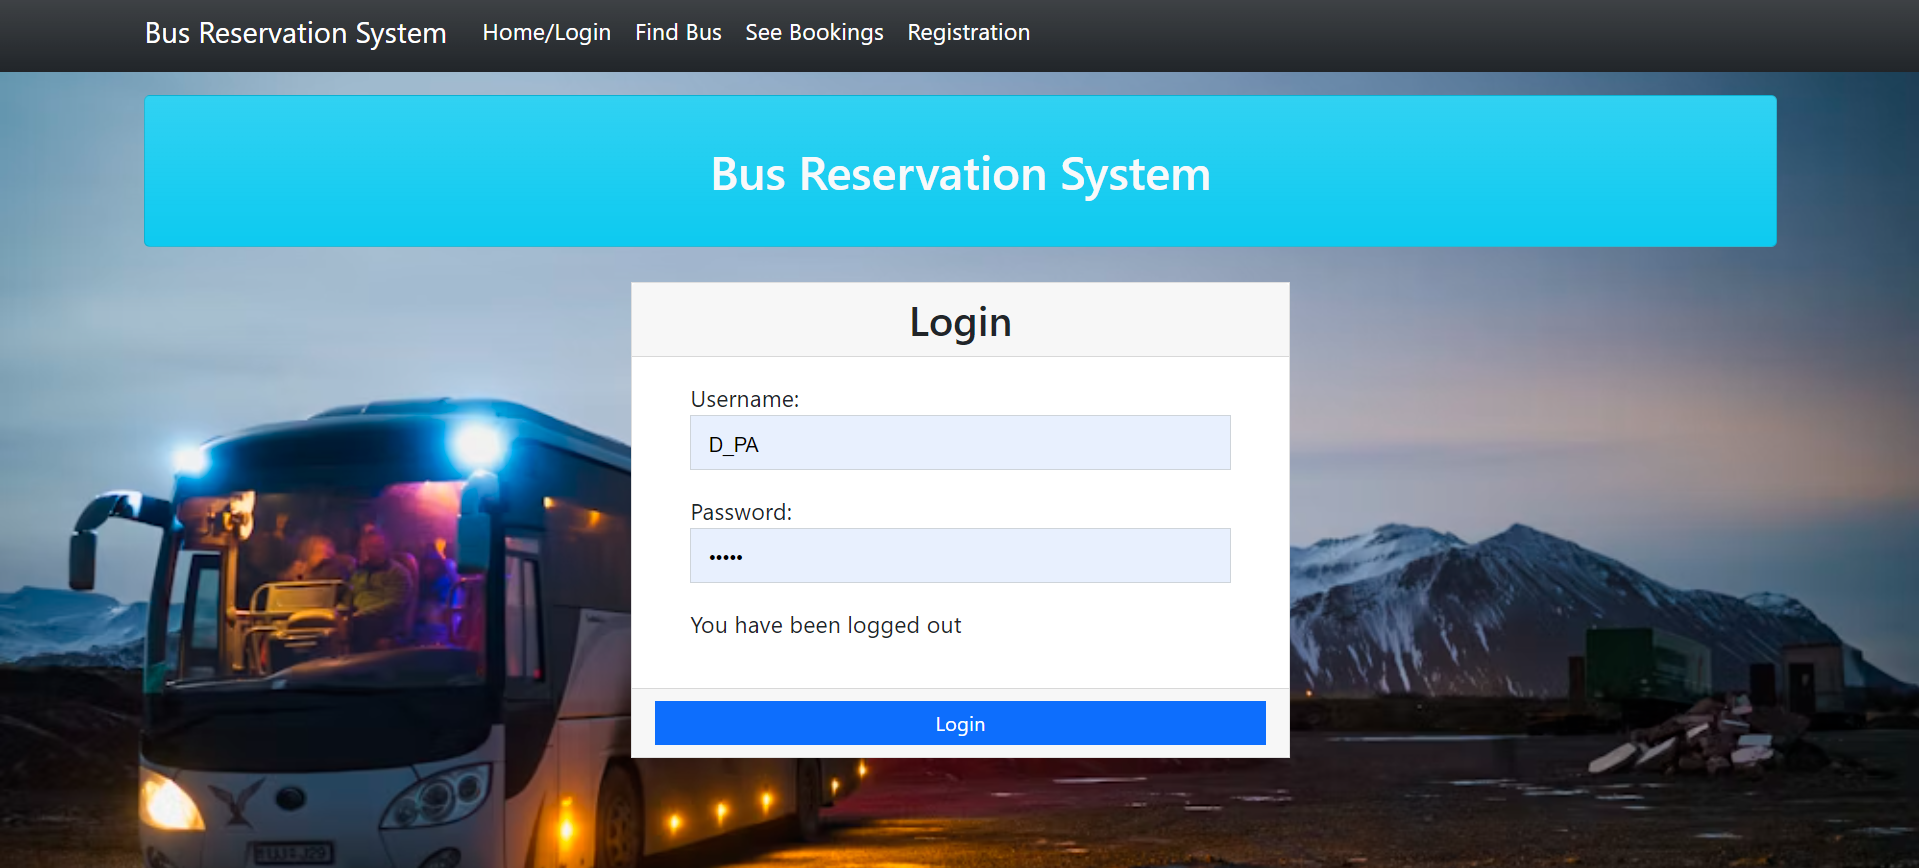 Bus Reservation System Home/Login Find Bus See Bookings Registration
Bus Reservation System
Login
Username:
D_PA
Password:
•••••
You have been logged out
Login